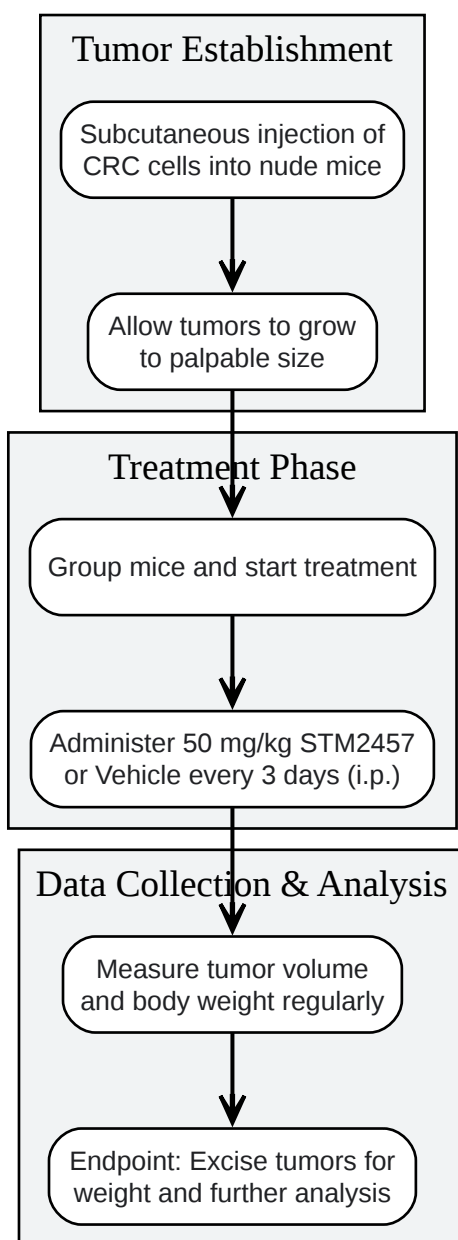 Tumor Establishment
Subcutaneous injection of
CRC cells into nude mice
Allow tumors to grow
to palpable size
Treatment Phase
Group mice and start treatment
Administer 50 mg/kg STM2457
or Vehicle every 3 days (i.p.)
Data Collection & Analysis
Measure tumor volume
and body weight regularly
Endpoint: Excise tumors for
weight and further analysis